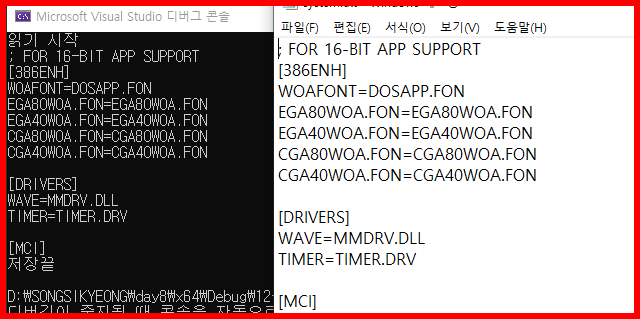 Microsoft Visual Studio 디버그 콘솔
읽기 시작
; FOR 16-BIT APP SUPPORT
[386ENH]
WOAFONT=DOSAPP.FON
EGA80WOA.FON=EGA80WOA.FON
EGA40WOA.FON=EGA40WOA.FON
CGA80WOA.FON=CGA80WOA.FON
CGA40WOA.FON=CGA40WOA.FON
[DRIVERS]
WAVE=MMDRV.DLL
TIMER=TIMER.DRV
[MCI]
저장끝
D:\SONGSIKYEONG\day8\x64\Debug\12-
디버깅이 중지될 때 콘솔을 자동으로
파일(F) 편집(E) 서식(O) 보기(V) 도움말(H)
; FOR 16-BIT APP SUPPORT
[386ENH]
WOAFONT=DOSAPP.FON
EGA80WOA.FON=EGA80WOA.FON
EGA40WOA.FON=EGA40WOA.FON
CGA80WOA.FON=CGA80WOA.FON
CGA40WOA.FON=CGA40WOA.FON
[DRIVERS]
WAVE=MMDRV.DLL
TIMER=TIMER.DRV
[MCI]